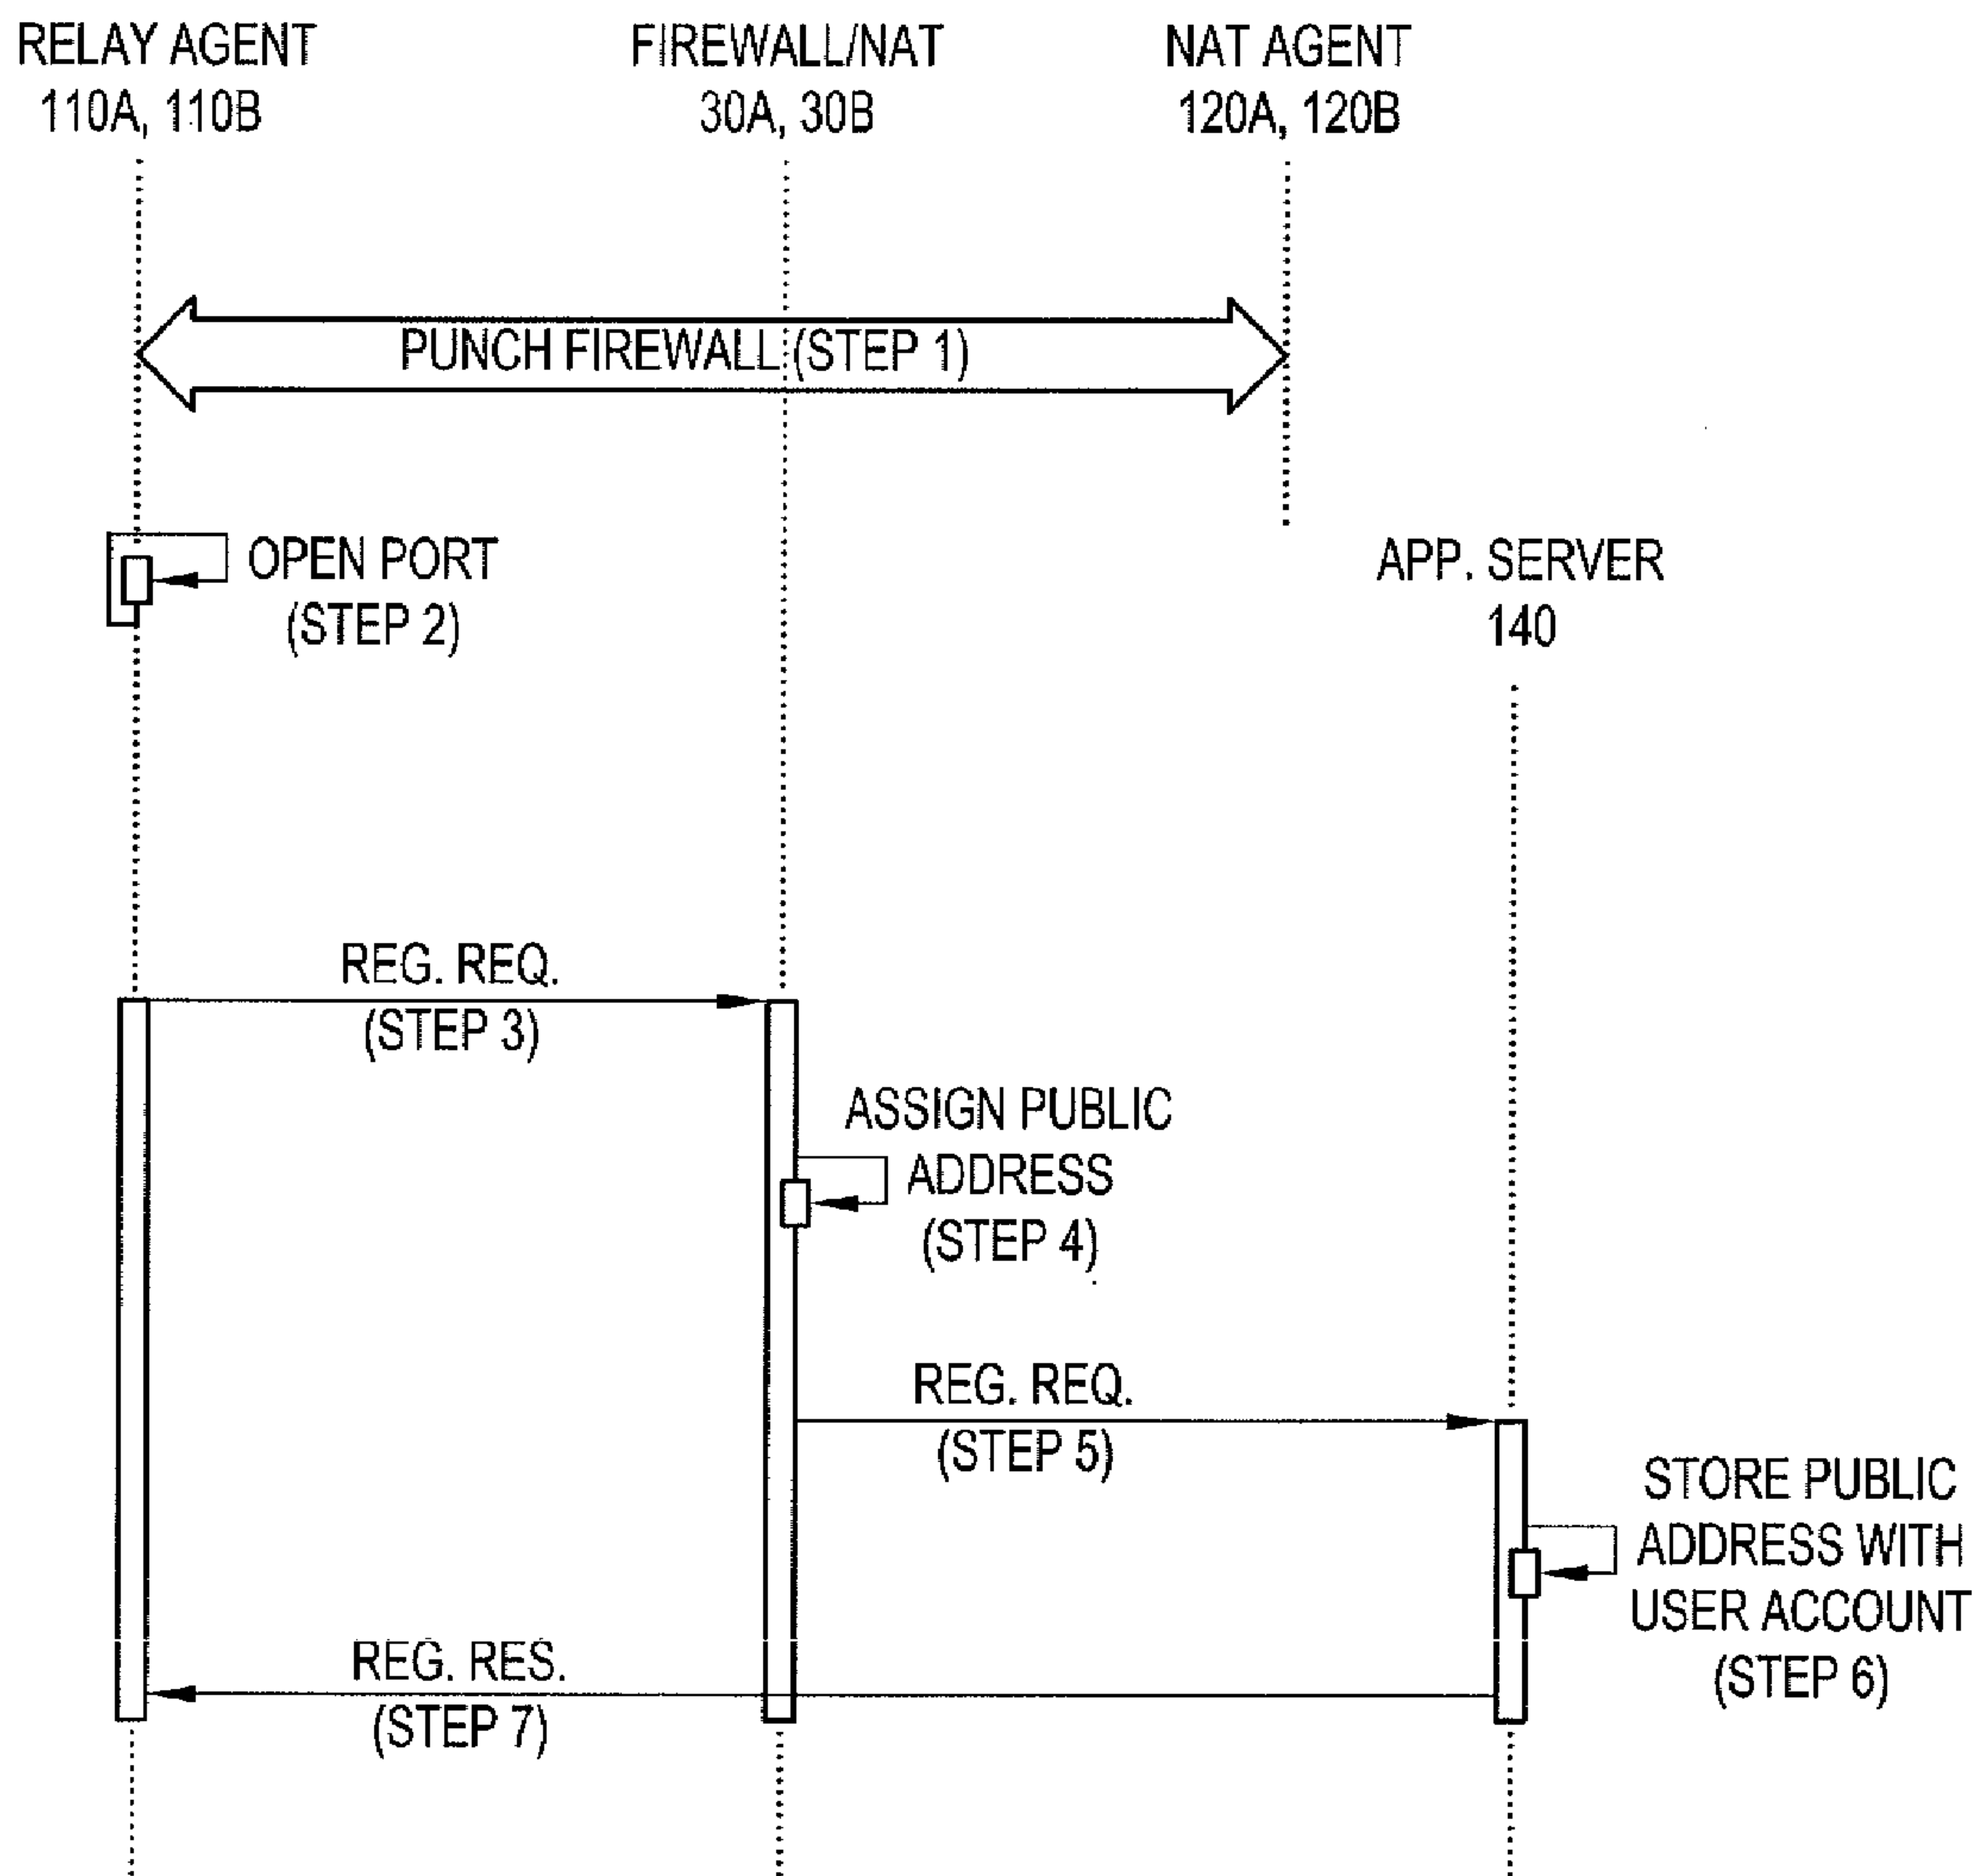 RELAY AGENT
110A, 110B
FIREWALL/NAT
30A, 30B
NAT AGENT
120A, 120B
PUNCH FIREWALL (STEP 1)
OPEN PORT
(STEP 2)
APP. SERVER
140
REG. REQ.
(STEP 3)
ASSIGN PUBLIC
ADDRESS
(STEP 4)
REG. REQ.
(STEP 5)
STORE PUBLIC
ADDRESS WITH
USER ACCOUNT
(STEP 6)
REG. RES.
(STEP 7)